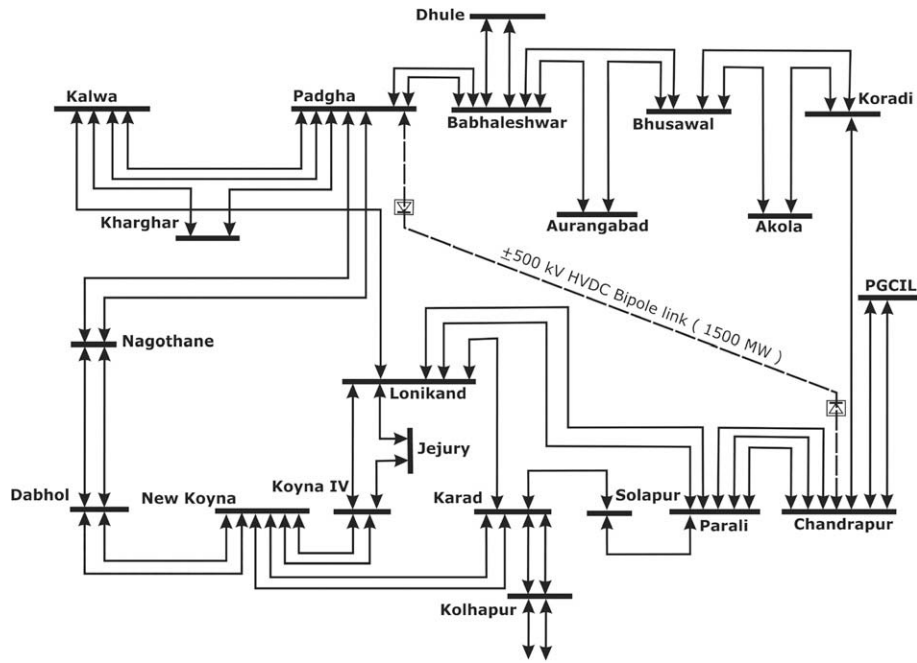 Dhule
Kalwa
Padgha
Babhaleshwar
Bhusawal
Koradi
Kharghar
Aurangabad
Akola
±500 kV HVDC Bipole link ( 1500 MW )
PGCIL
Nagothane
Lonikand
Jejury
Dabhol
New Koyna
Koyna IV
Karad
Solapur
Parali
Chandrapur
Kolhapur